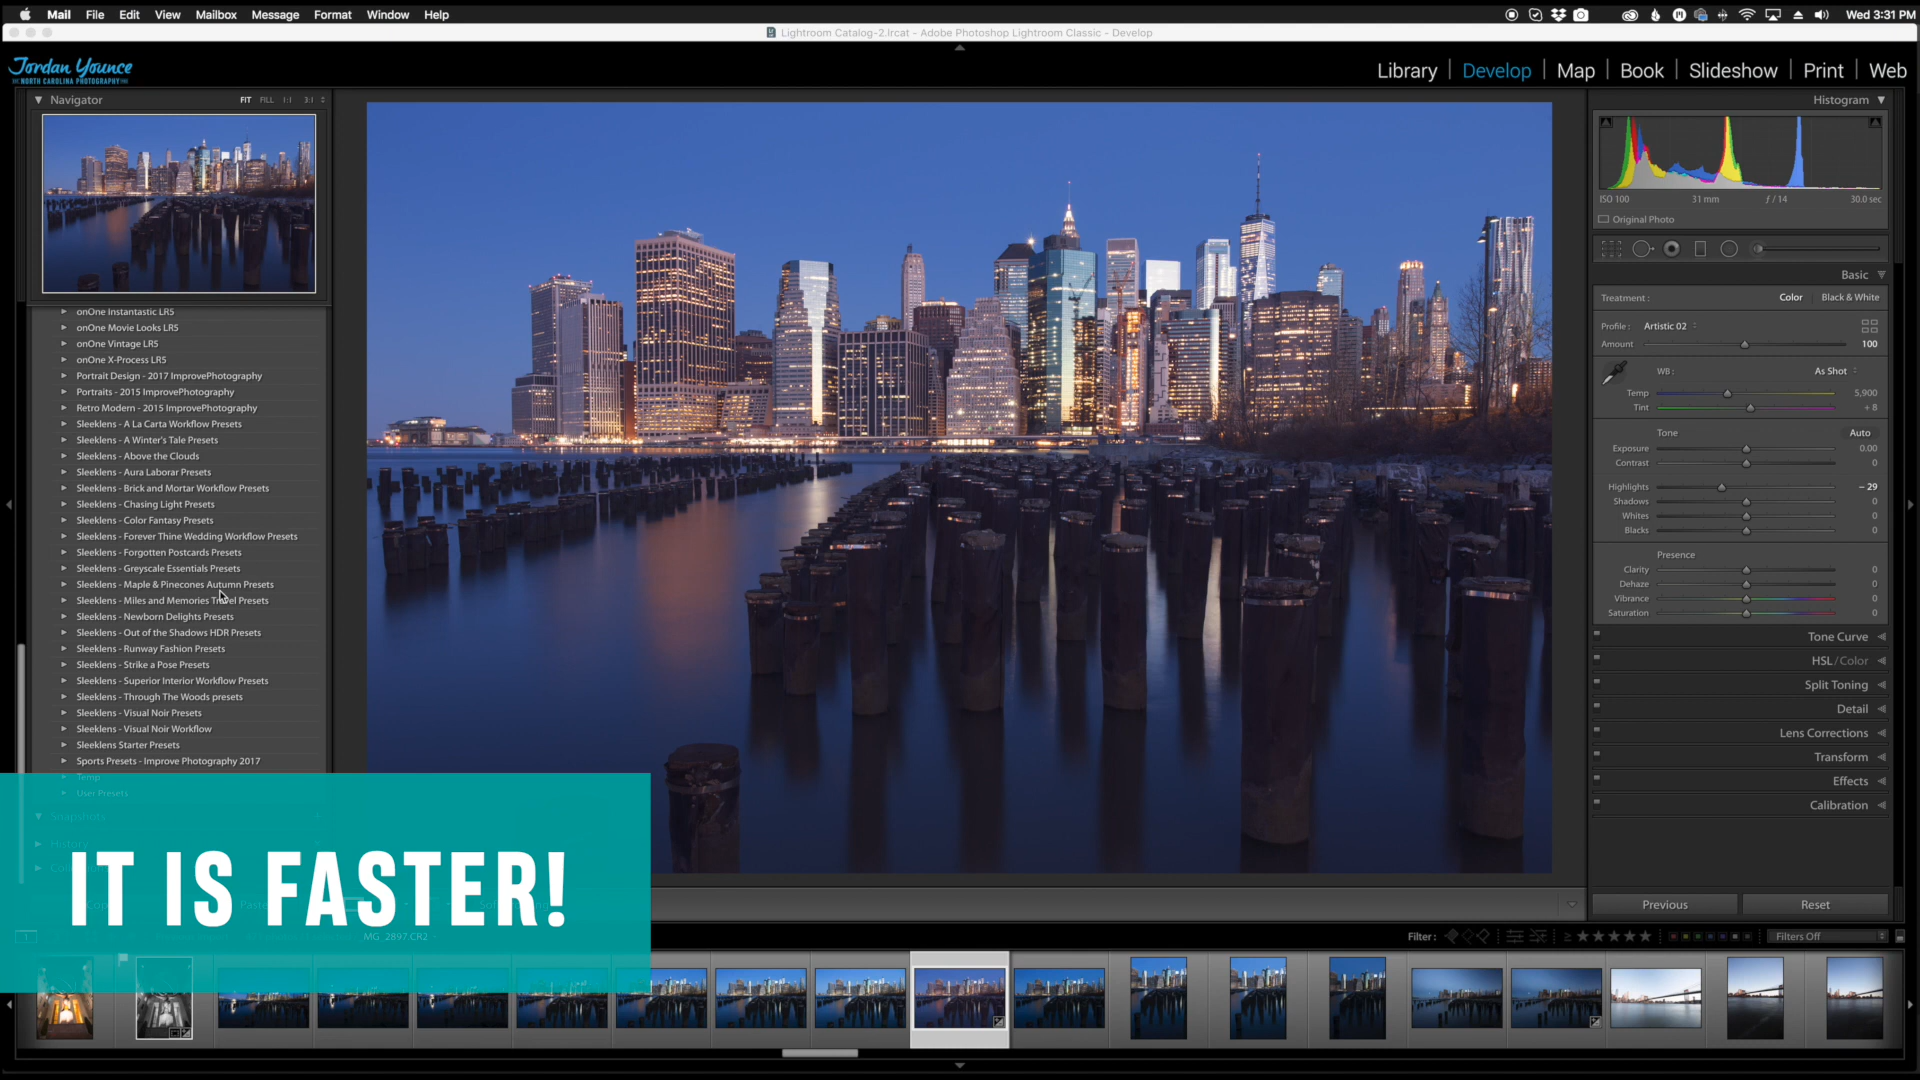 Mail File Edit View Mailbox Message Format Window Help
Wed 3:31 PM
Lightroom Catalog-2.lrcat - Adobe Photoshop Lightroom Classic - Develop
Jordan Younce
NORTH CAROLINA PHOTOGRAPHY
Library | Develop | Map | Book | Slideshow | Print | Web
Navigator FIT FILL 1:1 3:1
onOne Instantastic LR5
onOne Movie Looks LR5
onOne Vintage LR5
onOne X-Process LR5
Portrait Design - 2017 ImprovePhotography
Portraits - 2015 ImprovePhotography
Retro Modern - 2015 ImprovePhotography
Sleeklens - A La Carta Workflow Presets
Sleeklens - A Winter's Tale Presets
Sleeklens - Above the Clouds
Sleeklens - Aura Laborar Presets
Sleeklens - Brick and Mortar Workflow Presets
Sleeklens - Chasing Light Presets
Sleeklens - Color Fantasy Presets
Sleeklens - Forever Thine Wedding Workflow Presets
Sleeklens - Forgotten Postcards Presets
Sleeklens - Greyscale Essentials Presets
Sleeklens - Maple & Pinecones Autumn Presets
Sleeklens - Miles and Memories Travel Presets
Sleeklens - Newborn Delights Presets
Sleeklens - Out of the Shadows HDR Presets
Sleeklens - Runway Fashion Presets
Sleeklens - Strike a Pose Presets
Sleeklens - Superior Interior Workflow Presets
Sleeklens - Through The Woods presets
Sleeklens - Visual Noir Presets
Sleeklens - Visual Noir Workflow
Sleeklens Starter Presets
Sports Presets - Improve Photography 2017
Temp
User Presets
Snapshots
History
IT IS FASTER!
Paste
MG_2897.CR2
Histogram
ISO 100 31 mm f / 14 30.0 sec
Original Photo
Basic
Treatment : Color Black & White
Profile : Artistic 02
Amount 100
WB : As Shot
Temp 5,900
Tint + 8
Tone Auto
Exposure 0.00
Contrast 0
Highlights − 29
Shadows 0
Whites 0
Blacks 0
Presence
Clarity 0
Dehaze 0
Vibrance 0
Saturation 0
Tone Curve
HSL / Color
Split Toning
Detail
Lens Corrections
Transform
Effects
Calibration
Previous Reset
Filter : Filters Off